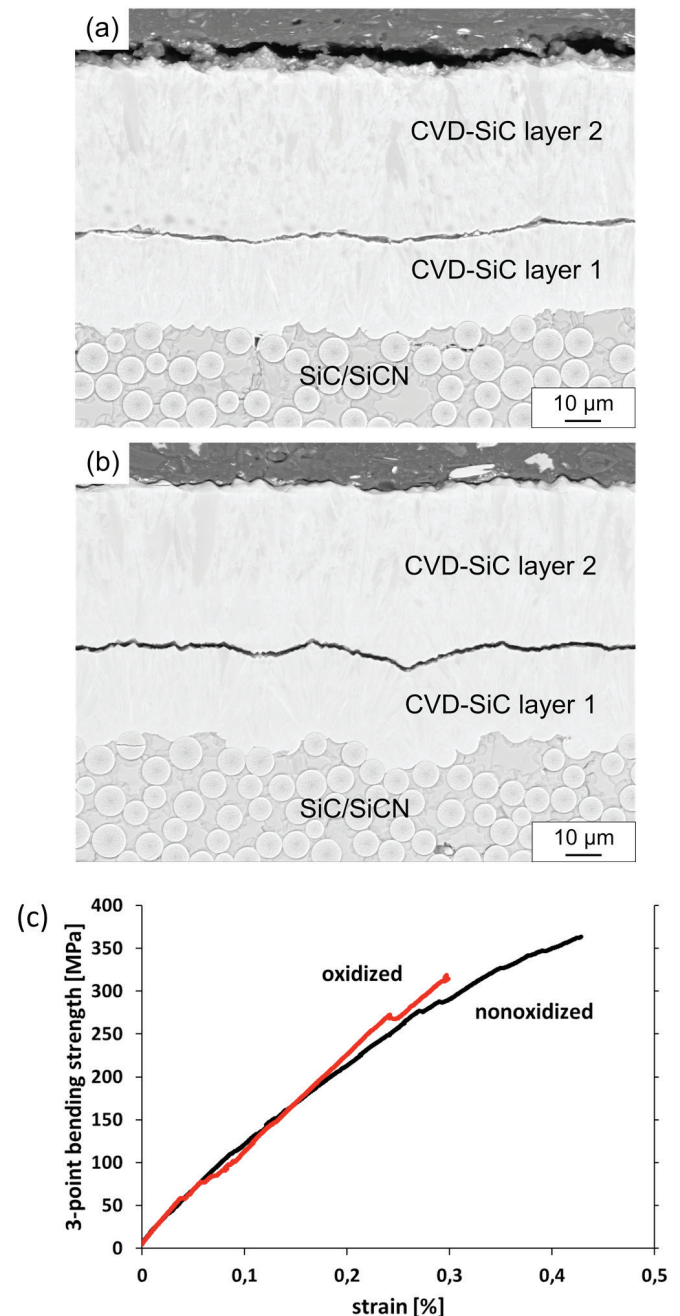 (a)
CVD-SiC layer 2
CVD-SiC layer 1
SiC/SiCN
10 µm
(b)
CVD-SiC layer 2
CVD-SiC layer 1
SiC/SiCN
10 µm
(c)
3-point bending strength [MPa]
400
350
300
250
200
150
100
50
0
oxidized
nonoxidized
0 0,1 0,2 0,3 0,4 0,5
strain [%]